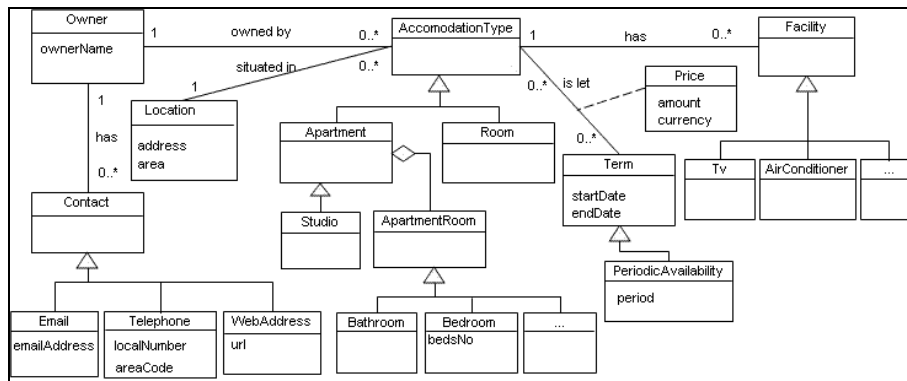 Owner
ownerName
1
owned by
0..*
AccomodationType
1
has
0..*
Facility
1
situated in
0..*
0..*
is let
0..*
Price
amount
currency
1
has
0..*
Location
address
area
Apartment
Room
Term
startDate
endDate
Tv
AirConditioner
...
Contact
Studio
ApartmentRoom
PeriodicAvailability
period
Email
emailAddress
Telephone
localNumber
areaCode
WebAddress
url
Bathroom
Bedroom
bedsNo
...